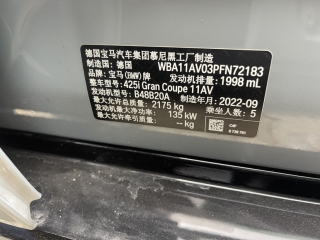 德国宝马汽车集团慕尼黑工厂制造
制造国：德国 WBA11AV03PFN72183
品牌：宝马（BMW）牌 发动机排量：1998 mL
整车型号：425i Gran Coupe 11AV
发动机型号：B48B20A 制造年月：2022-09
最大允许总质量：2175 kg 乘坐人数：5
发动机最大净功率：135 kW
-- kg